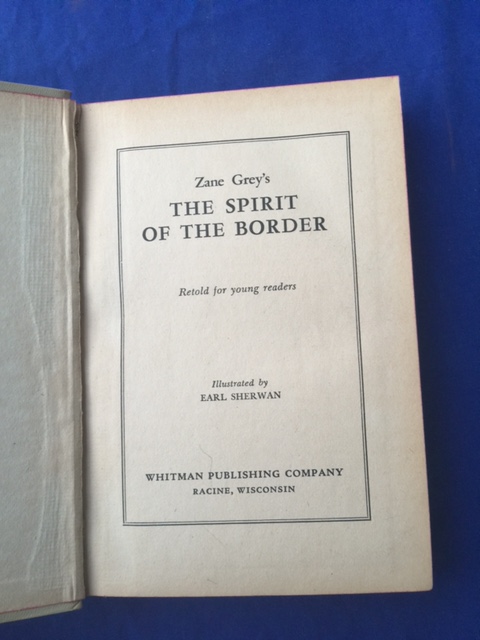 Zane Grey's
THE SPIRIT
OF THE BORDER
Retold for young readers
Illustrated by
EARL SHERWAN
WHITMAN PUBLISHING COMPANY
RACINE, WISCONSIN